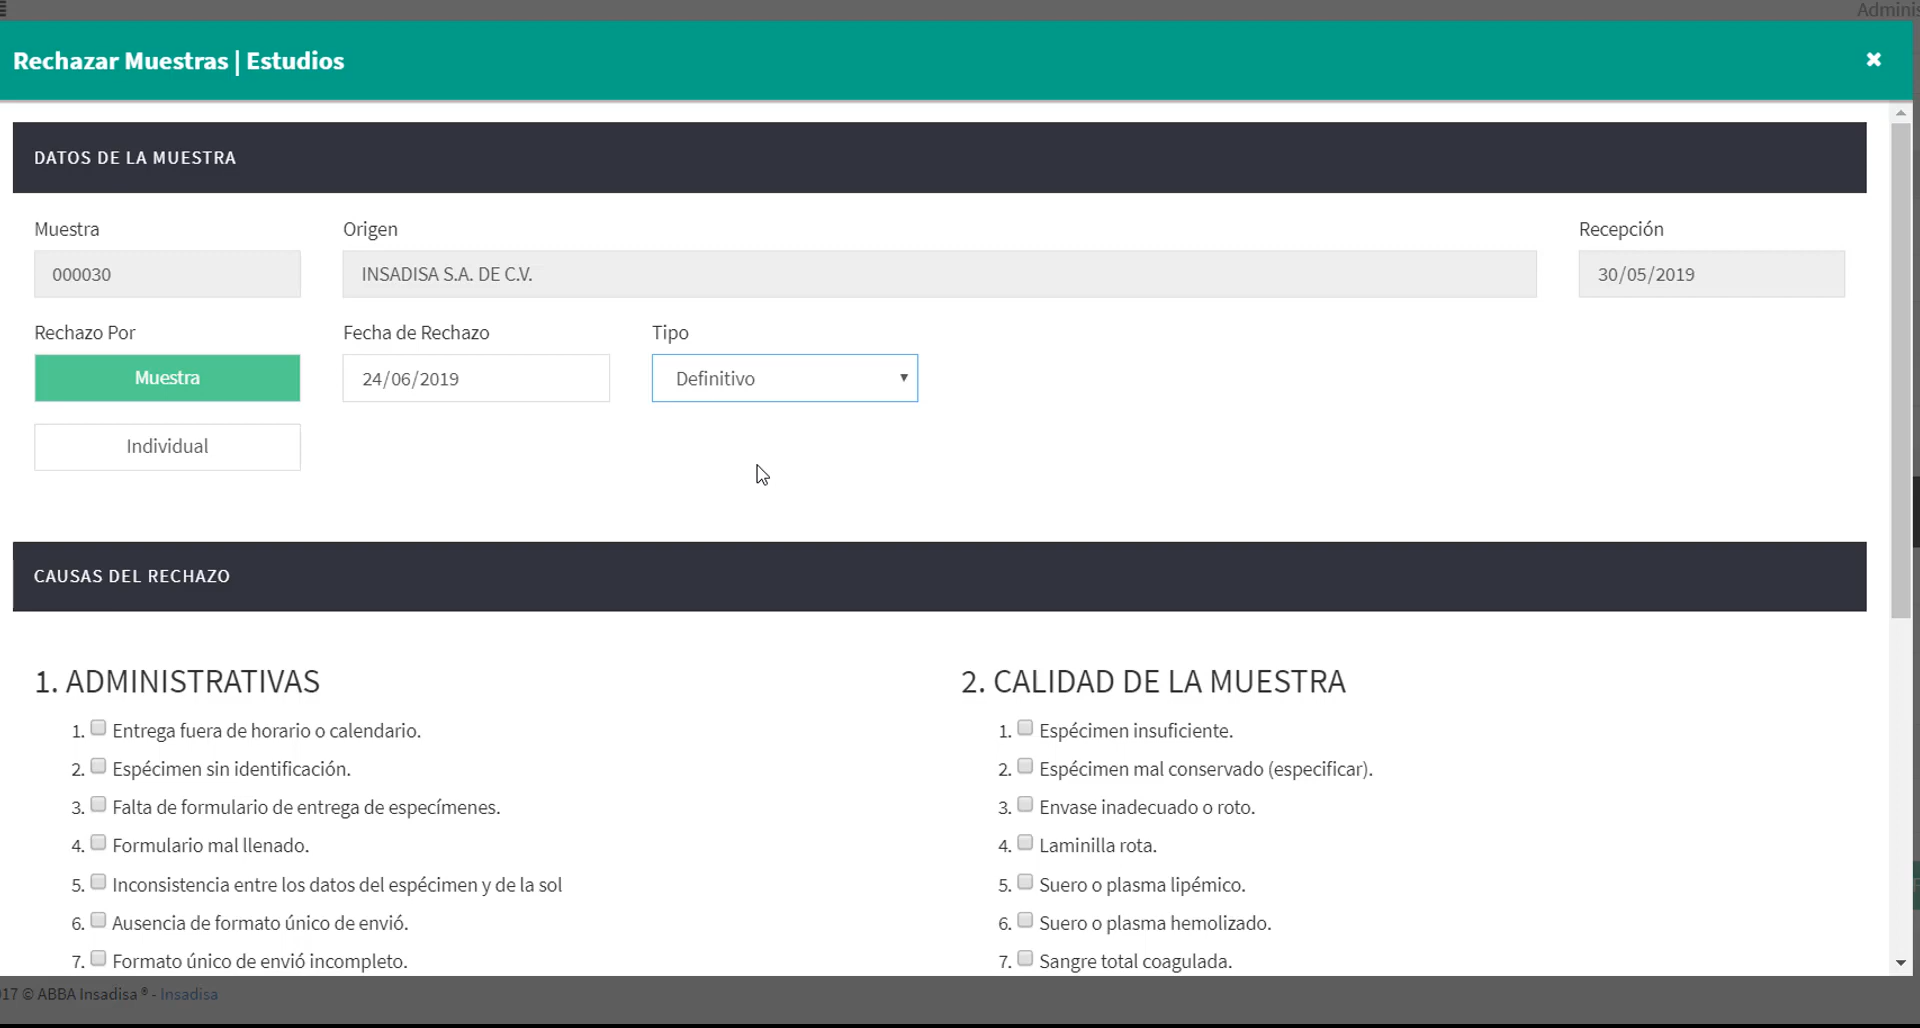 Adminis
Rechazar Muestras | Estudios
DATOS DE LA MUESTRA
Muestra
Origen
Recepción
000030
INSADISA S.A. DE C.V.
30/05/2019
Rechazo Por
Fecha de Rechazo
Tipo
Muestra
24/06/2019
Definitivo
Individual
CAUSAS DEL RECHAZO
1. ADMINISTRATIVAS
1. Entrega fuera de horario o calendario.
2. Espécimen sin identificación.
3. Falta de formulario de entrega de especímenes.
4. Formulario mal llenado.
5. Inconsistencia entre los datos del espécimen y de la sol
6. Ausencia de formato único de envió.
7. Formato único de envió incompleto.
2. CALIDAD DE LA MUESTRA
1. Espécimen insuficiente.
2. Espécimen mal conservado (especificar).
3. Envase inadecuado o roto.
4. Laminilla rota.
5. Suero o plasma lipémico.
6. Suero o plasma hemolizado.
7. Sangre total coagulada.
17 © ABBA Insadisa ® - Insadisa